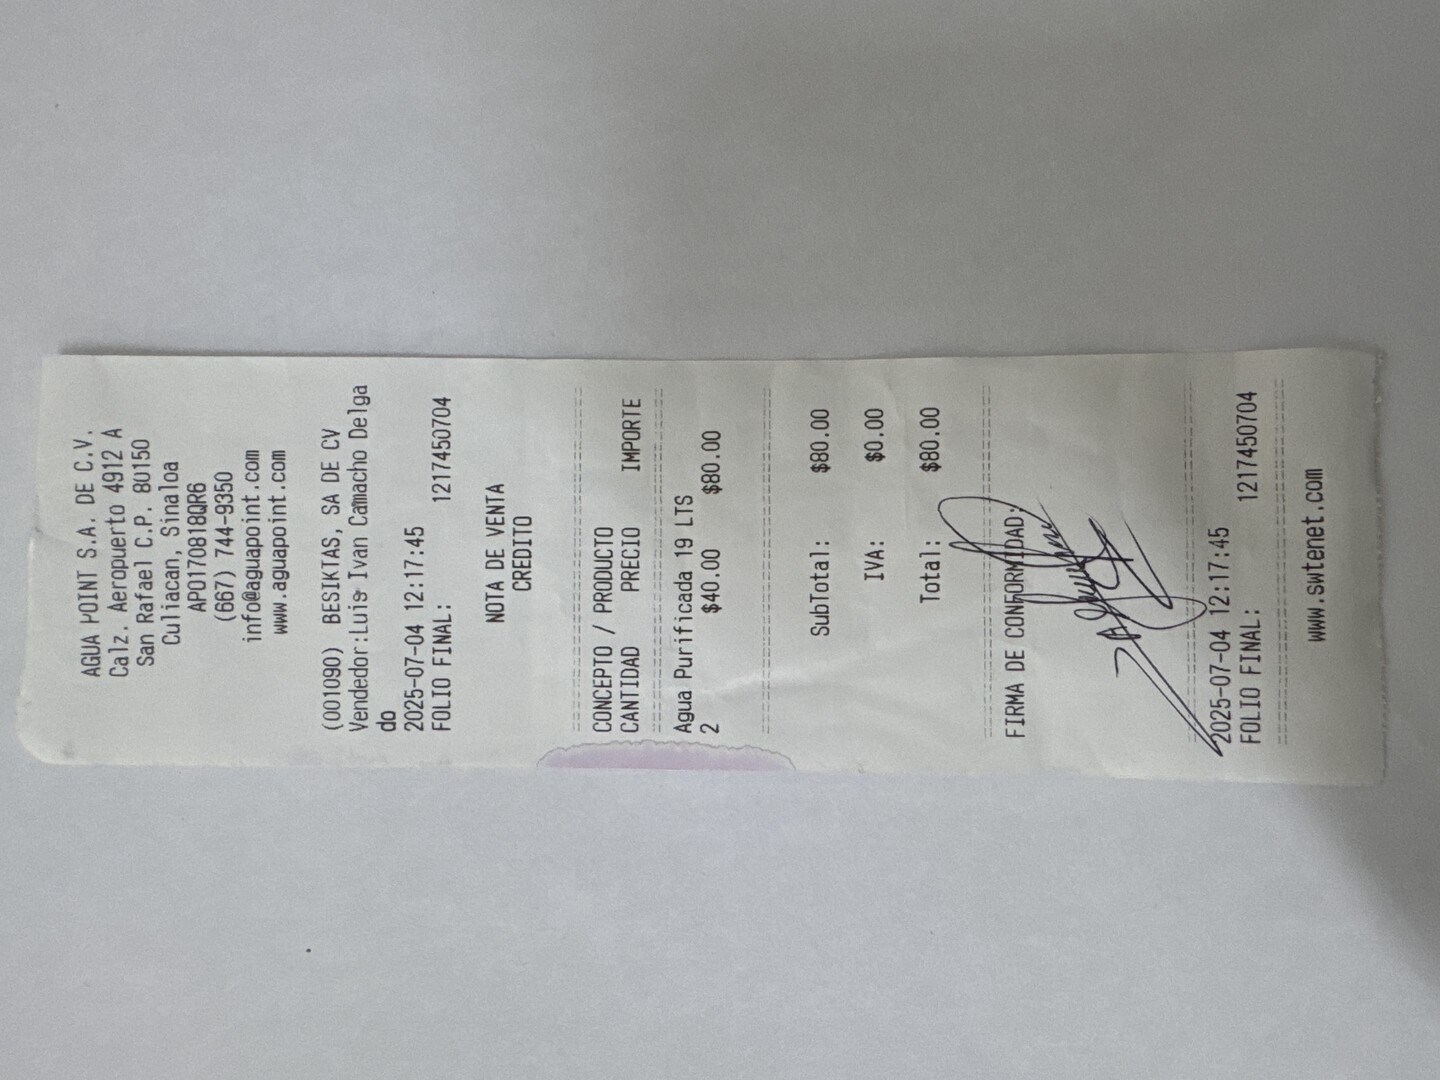 AGUA POINT S.A. DE C.V.
Calz. Aeropuerto 4912 A
San Rafael C.P. 80150
Culiacan, Sinaloa
APO170818QR6
(667) 744-9350
info@aguapoint.com
www.aguapoint.com
(001090) BESIKTAS, SA DE CV
Vendedor:Luis Ivan Camacho Delga
do
2025-07-04 12:17:45
FOLIO FINAL: 1217450704
NOTA DE VENTA
CREDITO
CONCEPTO / PRODUCTO
CANTIDAD PRECIO IMPORTE
Agua Purificada 19 LTS
2 $40.00 $80.00
SubTotal: $80.00
IVA: $0.00
Total: $80.00
FIRMA DE CONFORMIDAD:
2025-07-04 12:17:45
FOLIO FINAL: 1217450704
www.swtenet.com